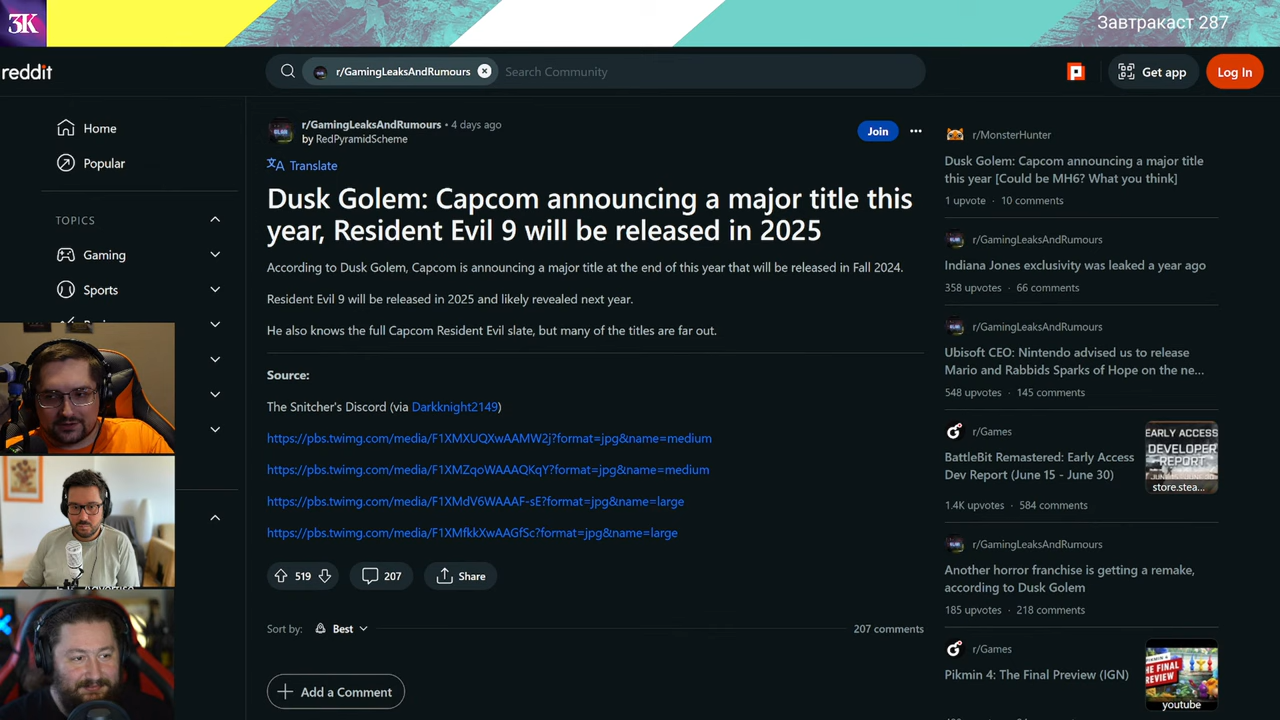 3K
Завтракаст 287
reddit
r/GamingLeaksAndRumours
Search Community
Get app
Log In
Home
Popular
TOPICS
Gaming
Sports
r/GamingLeaksAndRumours • 4 days ago
by RedPyramidScheme
Join
Translate
Dusk Golem: Capcom announcing a major title this
year, Resident Evil 9 will be released in 2025
According to Dusk Golem, Capcom is announcing a major title at the end of this year that will be released in Fall 2024.
Resident Evil 9 will be released in 2025 and likely revealed next year.
He also knows the full Capcom Resident Evil slate, but many of the titles are far out.
Source:
The Snitcher's Discord (via Darkknight2149)
https://pbs.twimg.com/media/F1XMXUQXwAAMW2j?format=jpg&name=medium
https://pbs.twimg.com/media/F1XMZqoWAAAQKqY?format=jpg&name=medium
https://pbs.twimg.com/media/F1XMdV6WAAAF-sE?format=jpg&name=large
https://pbs.twimg.com/media/F1XMfkkXwAAGfSc?format=jpg&name=large
519
207
Share
Sort by:
Best
207 comments
Add a Comment
r/MonsterHunter
Dusk Golem: Capcom announcing a major title
this year [Could be MH6? What you think]
1 upvote · 10 comments
r/GamingLeaksAndRumours
Indiana Jones exclusivity was leaked a year ago
358 upvotes · 66 comments
r/GamingLeaksAndRumours
Ubisoft CEO: Nintendo advised us to release
Mario and Rabbids Sparks of Hope on the ne...
548 upvotes · 145 comments
r/Games
BattleBit Remastered: Early Access
Dev Report (June 15 - June 30)
EARLY ACCESS
DEVELOPER
REPORT
store.stea...
1.4K upvotes · 584 comments
r/GamingLeaksAndRumours
Another horror franchise is getting a remake,
according to Dusk Golem
185 upvotes · 218 comments
r/Games
Pikmin 4: The Final Preview (IGN)
THE FINAL
PREVIEW
youtube